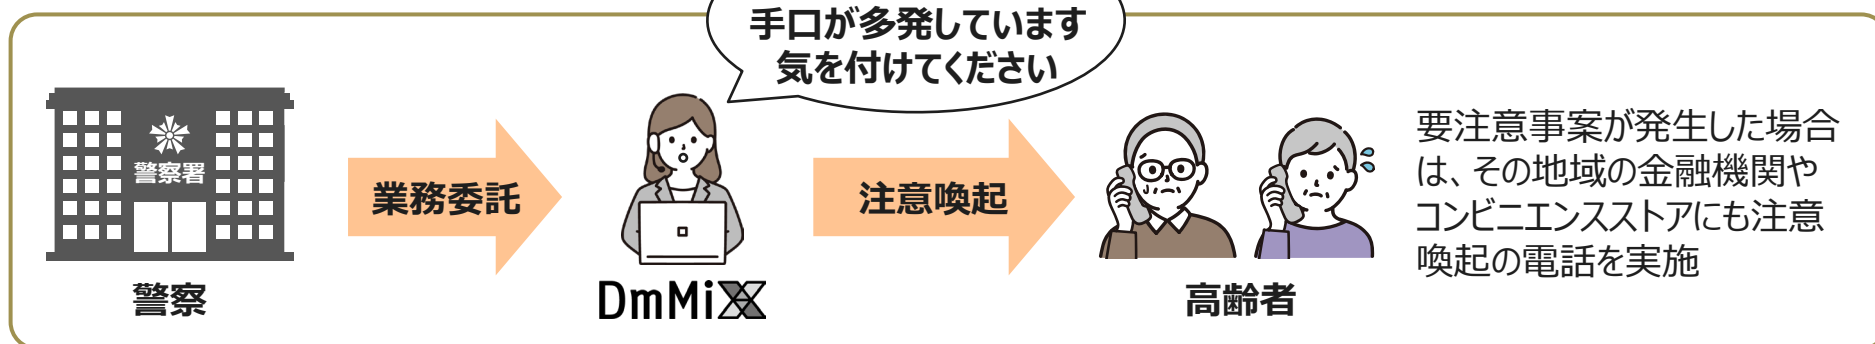 手口が多発しています
気を付けてください
警察署
業務委託
注意喚起
警察
DmMiX
高齢者
要注意事案が発生した場合
は、その地域の金融機関や
コンビニエンスストアにも注意
喚起の電話を実施